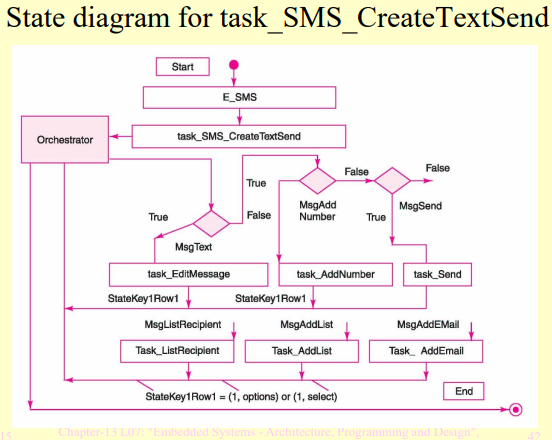 State diagram for task_SMS_CreateTextSend
Start
E_SMS
task_SMS_CreateTextSend
Orchestrator
False
False
True
MsgAdd
Number
MsgSend
True
False
True
MsgText
task_EditMessage
task_AddNumber
task_Send
StateKey1Row1
StateKey1Row1
MsgListRecipient
MsgAddList
MsgAddEMail
Task_ListRecipient
Task_AddList
Task_ AddEmail
StateKey1Row1 = (1, options) or (1, select)
End
15
Chapter-13 L07: "Embedded Systems - Architecture, Programming and Design",
42